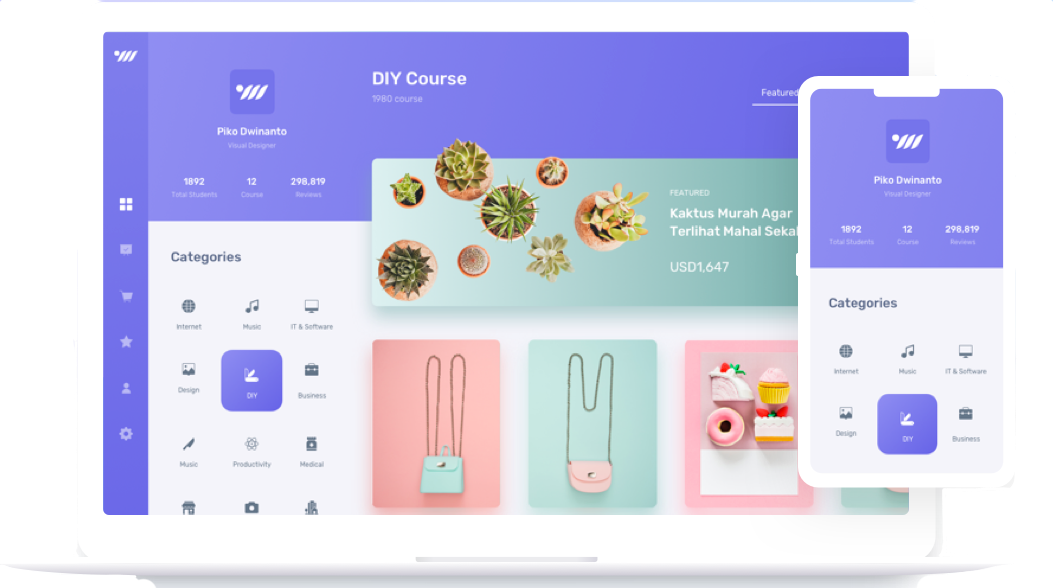 DIY Course
1980 course
Featured
Piko Dwinanto
Visual Designer
1892
12
298,819
Total Students
Course
Reviews
FEATURED
Kaktus Murah Agar
Terlihat Mahal Sekal
USD1,647
Categories
Internet
Music
IT & Software
Design
DIY
Business
Music
Productivity
Medical
Piko Dwinanto
Visual Designer
1892
12
298,819
Total Students
Course
Reviews
Categories
Internet
Music
IT & Software
Design
DIY
Business